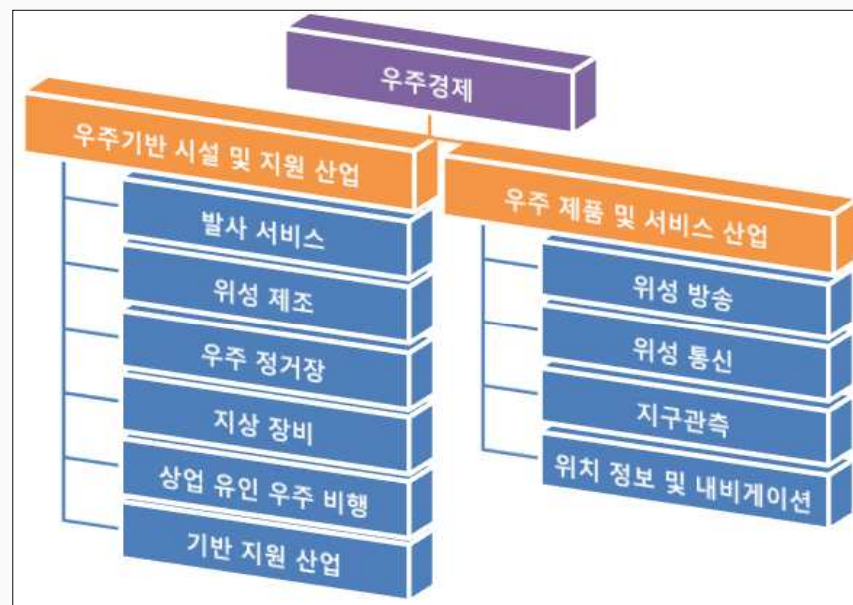 우주경제
우주기반 시설 및 지원 산업
발사 서비스
위성 제조
우주 정거장
지상 장비
상업 유인 우주 비행
기반 지원 산업
우주 제품 및 서비스 산업
위성 방송
위성 통신
지구관측
위치 정보 및 내비게이션